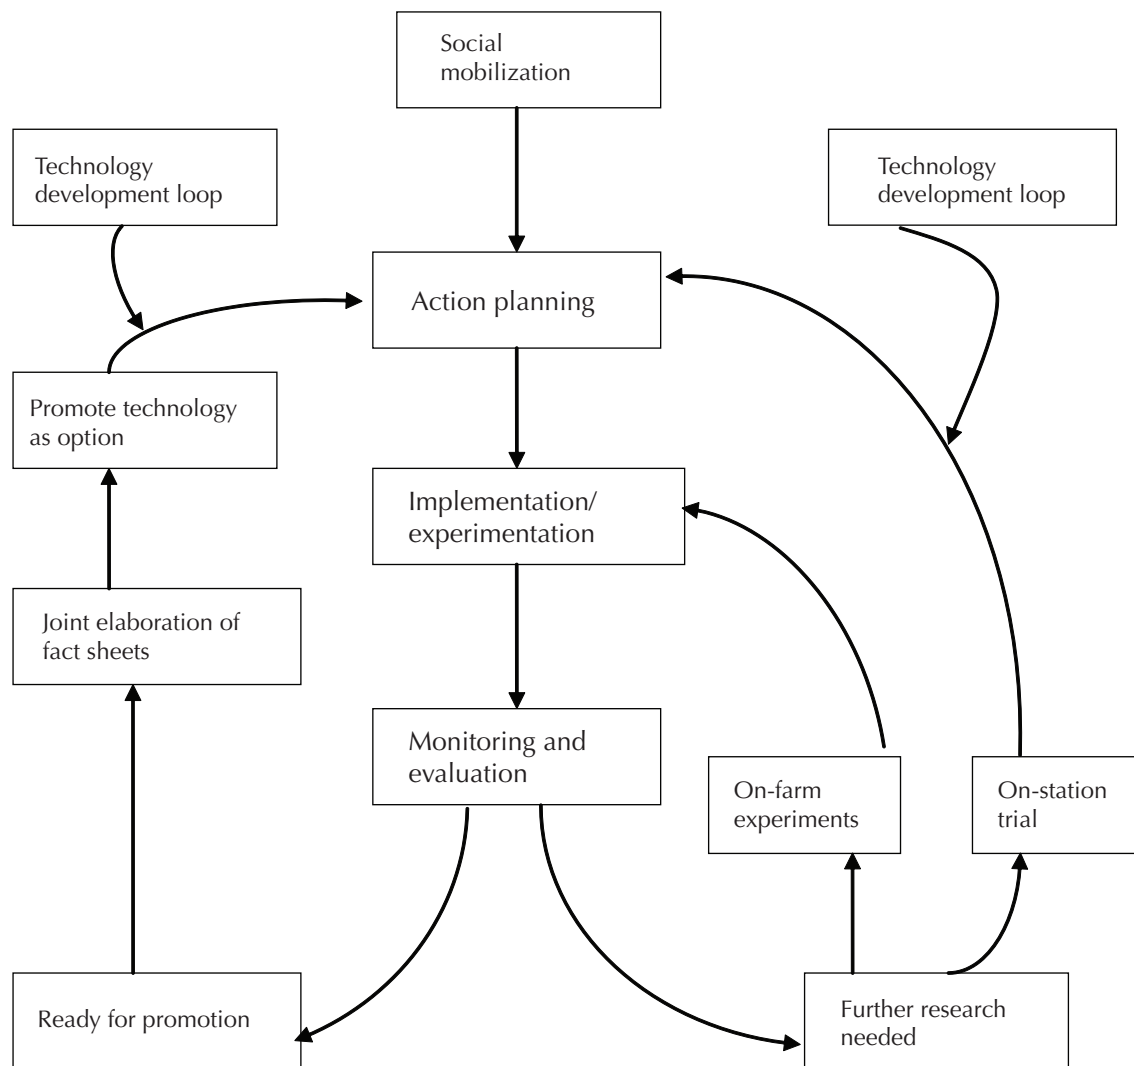 Social
mobilization
Technology
development loop
Technology
development loop
Action planning
Promote technology
as option
Implementation/
experimentation
Joint elaboration of
fact sheets
Monitoring and
evaluation
On-farm
experiments
On-station
trial
Ready for promotion
Further research
needed